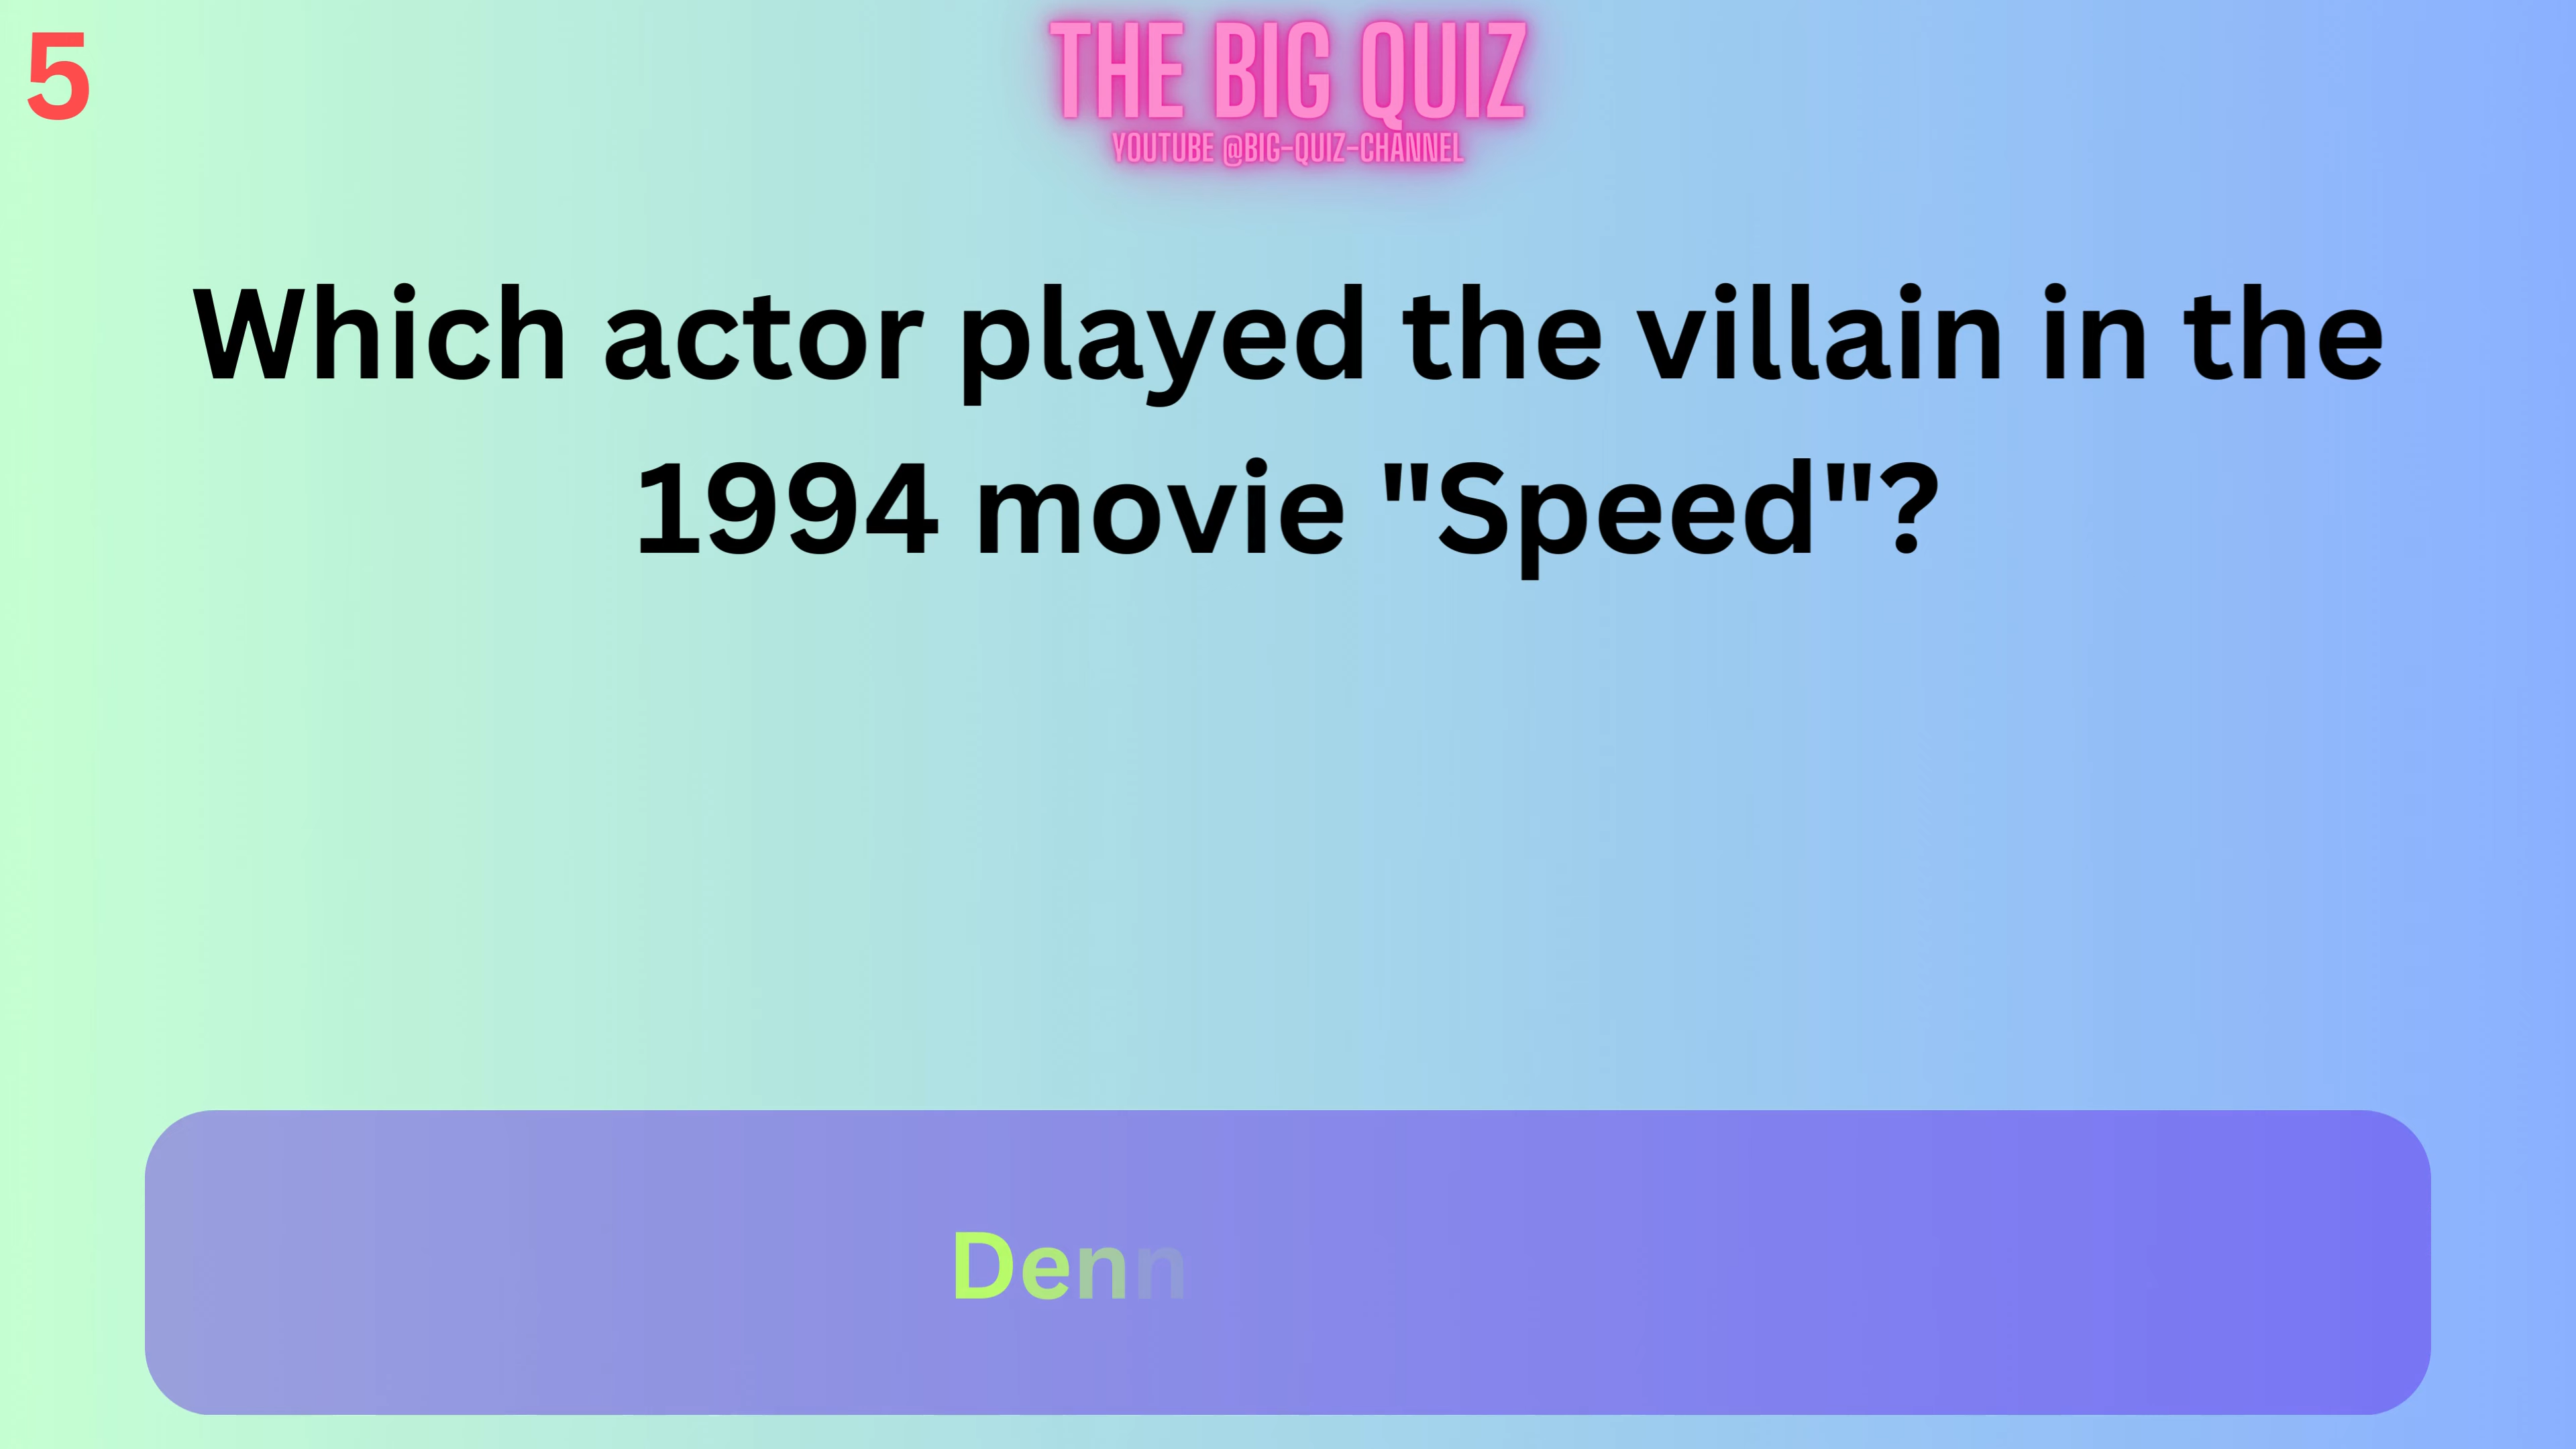 5
THE BIG QUIZ
YOUTUBE @BIG-QUIZ-CHANNEL
Which actor played the villain in the
1994 movie "Speed"?
Denn